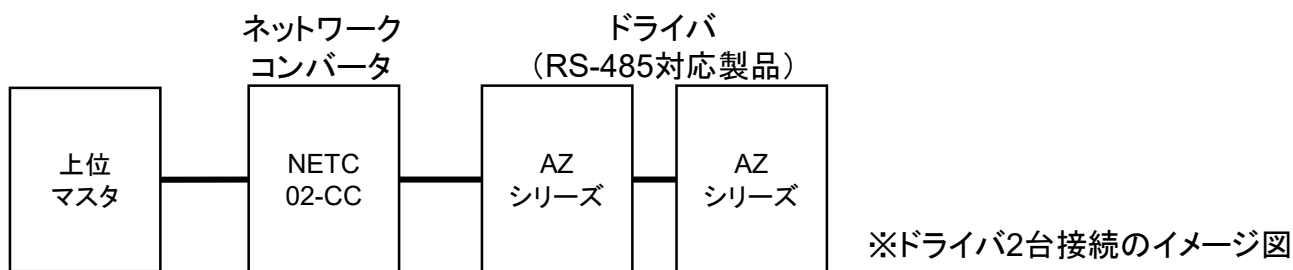 ネットワーク
コンバータ
ドライバ
（RS-485対応製品）
上位
マスタ
NETC
02-CC
AZ
シリーズ
AZ
シリーズ
※ドライバ2台接続のイメージ図